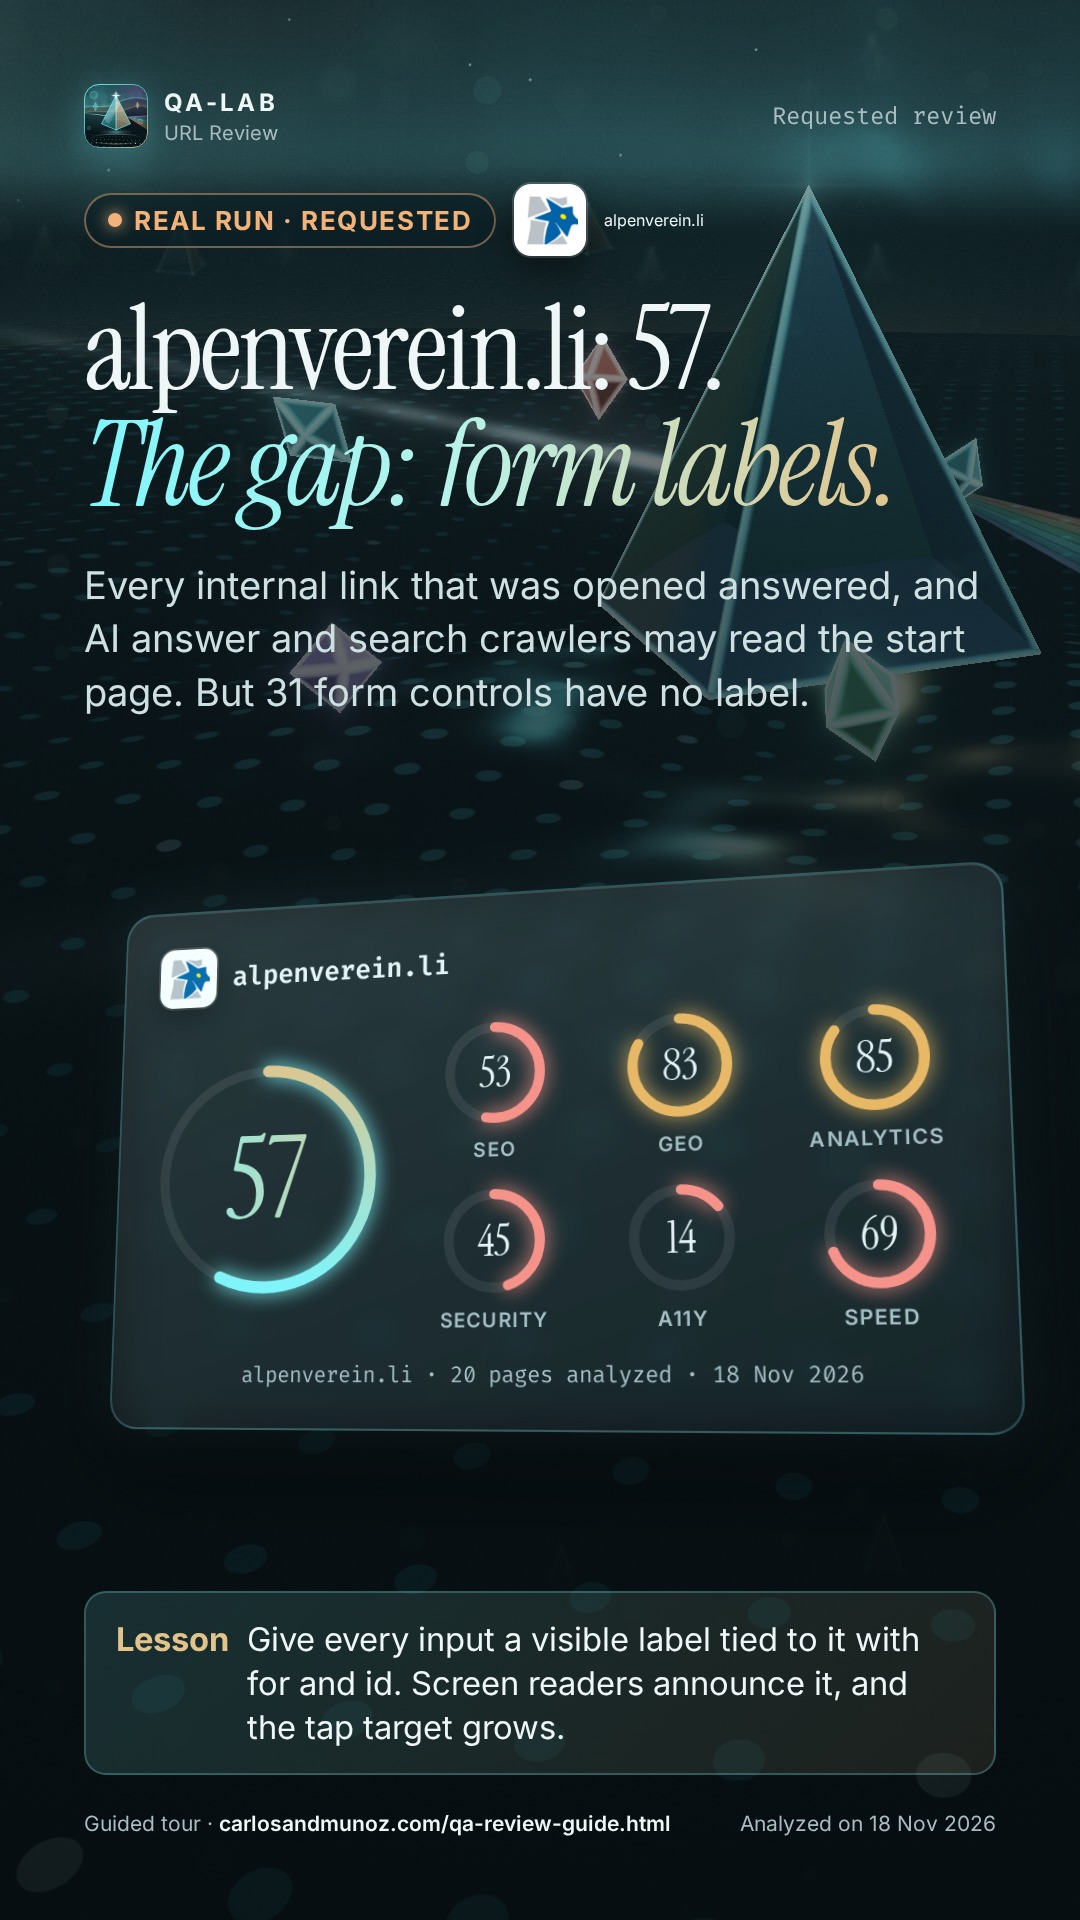 QA-LAB
URL Review
Requested review
REAL RUN · REQUESTED
alpenverein.li
alpenverein.li: 57.
The gap: form labels.
Every internal link that was opened answered, and
AI answer and search crawlers may read the start
page. But 31 form controls have no label.
alpenverein.li
57
53
SEO
83
GEO
85
ANALYTICS
45
SECURITY
14
A11Y
69
SPEED
alpenverein.li · 20 pages analyzed · 18 Nov 2026
Lesson Give every input a visible label tied to it with
for and id. Screen readers announce it, and
the tap target grows.
Guided tour · carlosandmunoz.com/qa-review-guide.html
Analyzed on 18 Nov 2026